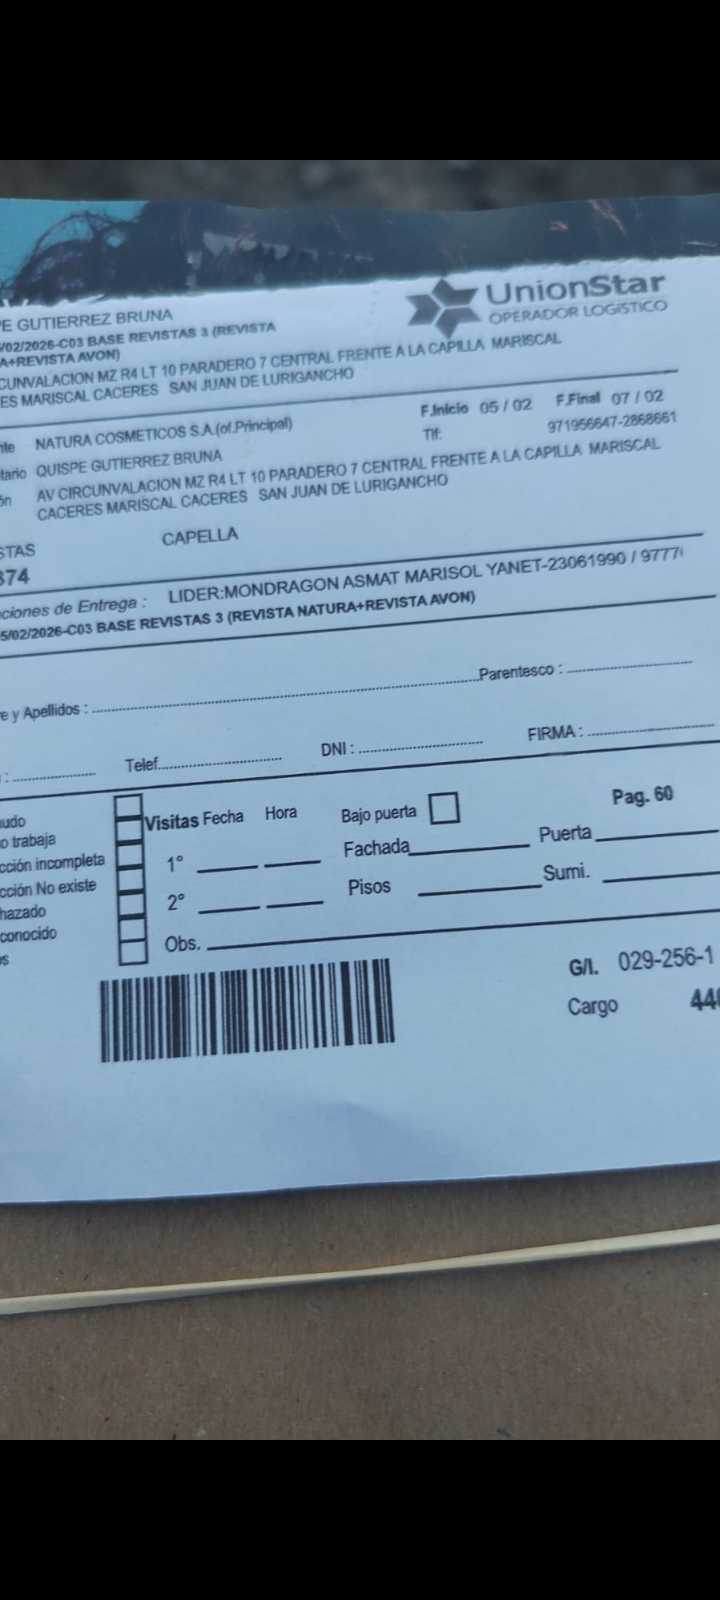 UnionStar
OPERADOR LOGíSTICO
PE GUTIERREZ BRUNA
/02/2026-C03 BASE REVISTAS 3 (REVISTA
A+REVISTA AVON)
CUNVALACION MZ R4 LT 10 PARADERO 7 CENTRAL FRENTE A LA CAPILLA MARISCAL
ES MARISCAL CACERES SAN JUAN DE LURIGANCHO
nte NATURA COSMETICOS S.A.(of.Principal) F.Inicio 05 / 02 F.Final 07 / 02
Tlf: 971956647-2868661
tario QUISPE GUTIERREZ BRUNA
ón AV CIRCUNVALACION MZ R4 LT 10 PARADERO 7 CENTRAL FRENTE A LA CAPILLA MARISCAL
CACERES MARISCAL CACERES SAN JUAN DE LURIGANCHO
STAS CAPELLA
374
ciones de Entrega : LIDER:MONDRAGON ASMAT MARISOL YANET-23061990 / 9777
5/02/2026-C03 BASE REVISTAS 3 (REVISTA NATURA+REVISTA AVON)
e y Apellidos : Parentesco :
: Telef. DNI : FIRMA :
udo
o trabaja
cción incompleta
cción No existe
hazado
conocido
os
Visitas Fecha Hora Bajo puerta Pag. 60
1° Fachada Puerta
2° Pisos Sumi.
Obs.
G/I. 029-256-1
Cargo 440